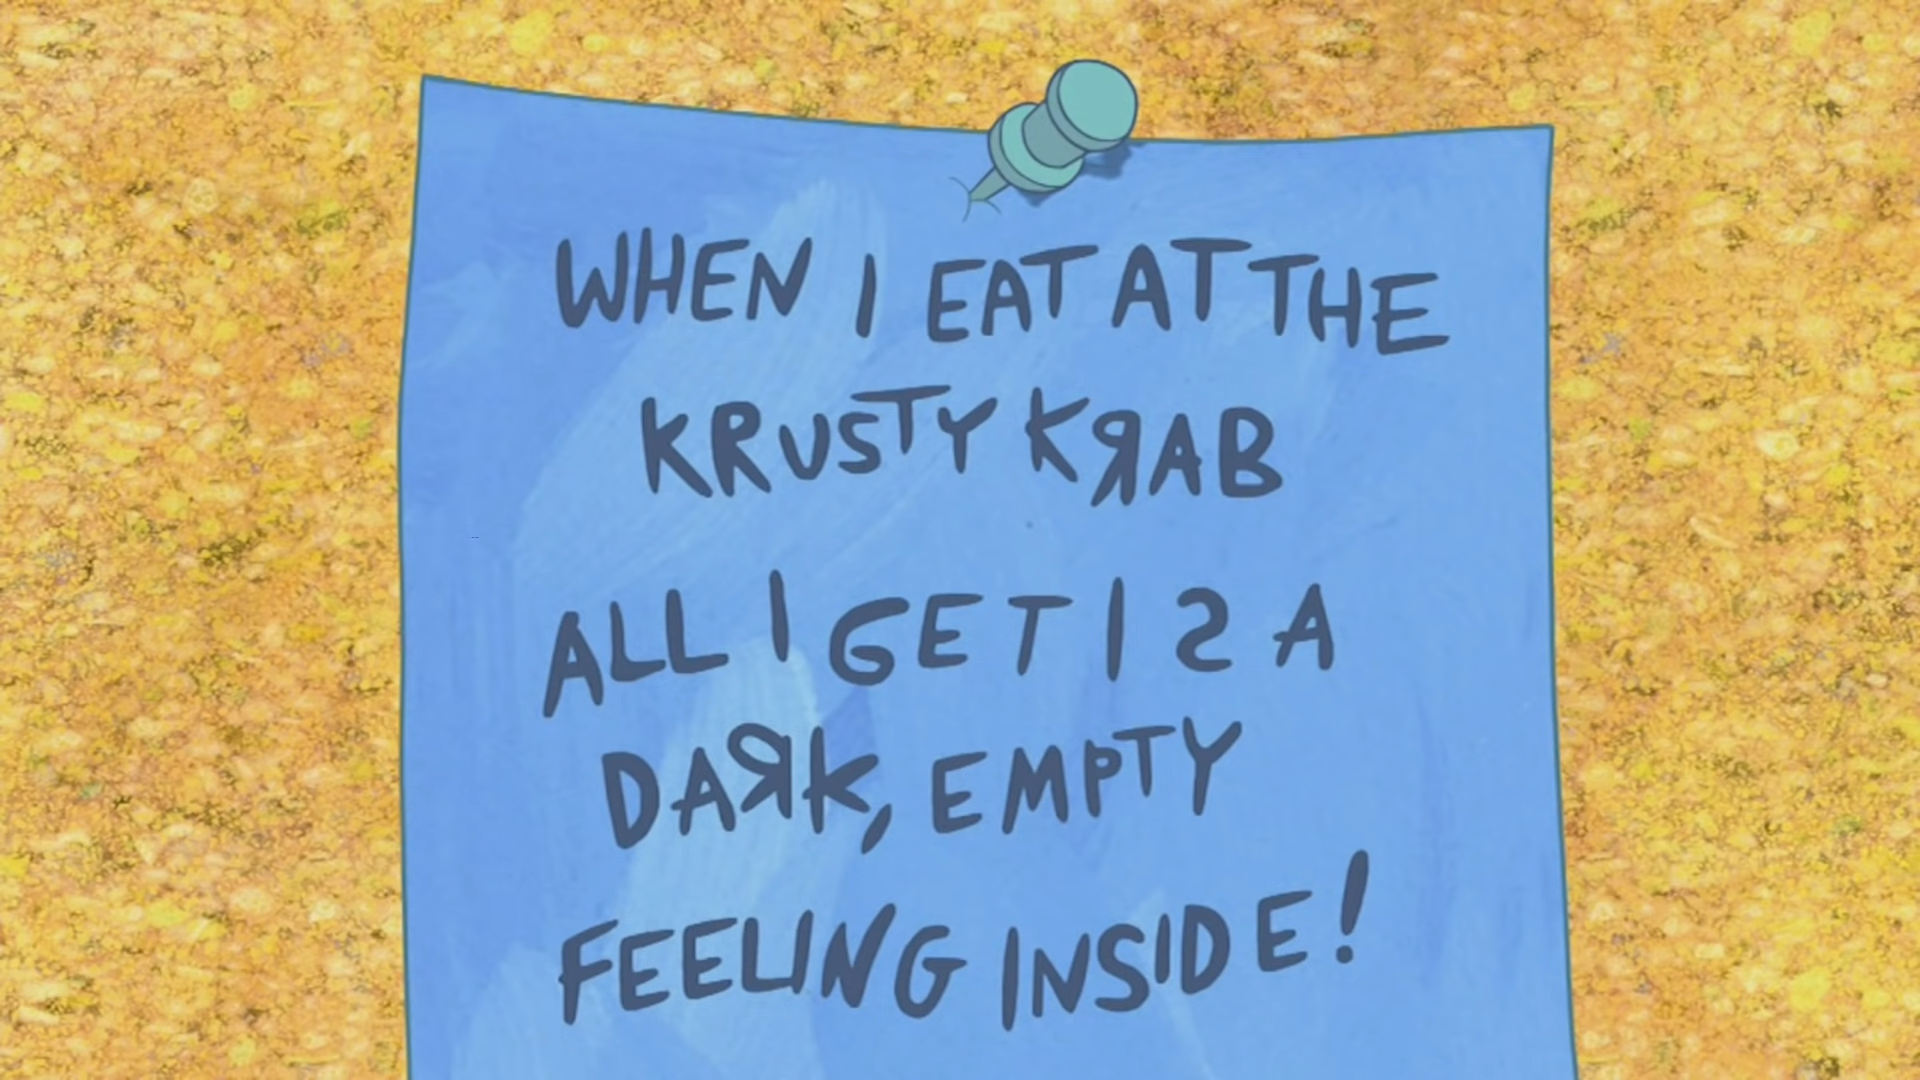 WHEN I EAT AT THE
KRUSTY KRAB
ALL I GET IS A
DARK, EMPTY
FEELING INSIDE!